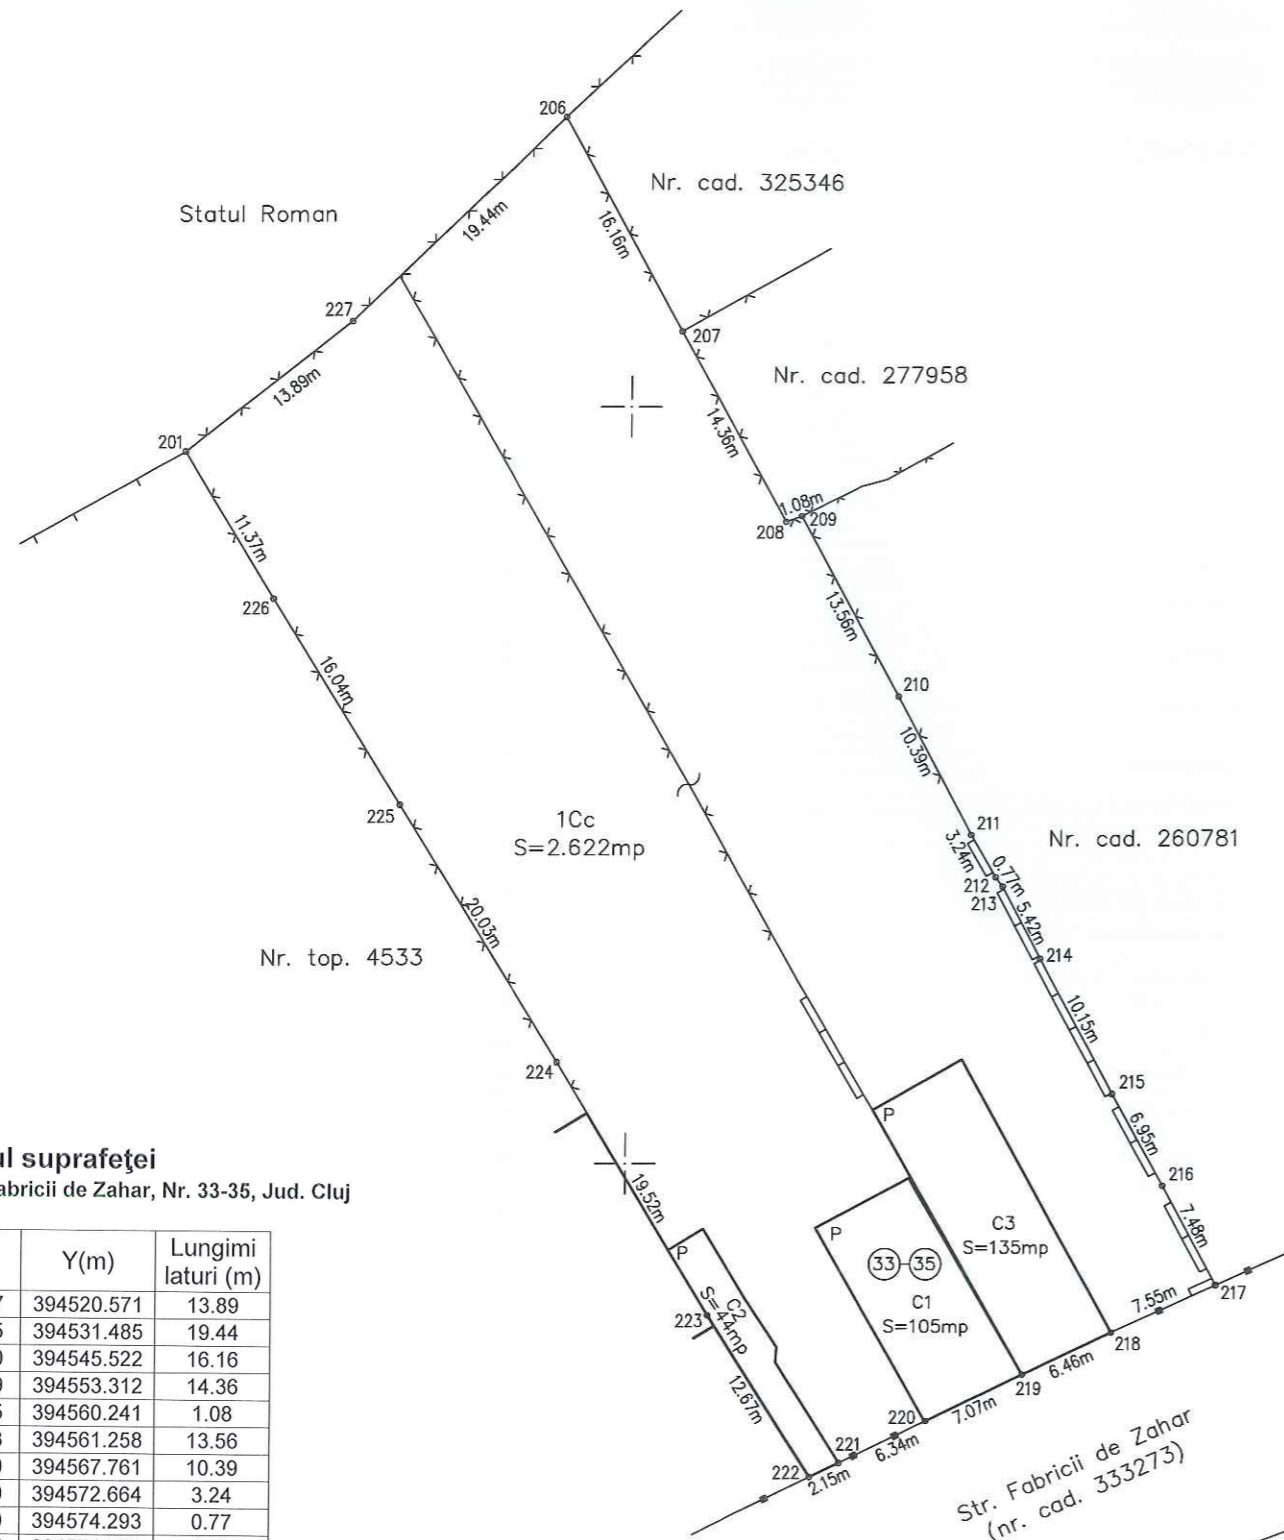 206
Nr. cad. 325346
Statul Roman
19.44m
16.16m
227
207
13.89m
Nr. cad. 277958
201
14.36m
1.08m
208
209
11.37m
226
13.56m
16.04m
210
10.39m
225
1Cc
S=2.622mp
211
Nr. cad. 260781
3.24m
0.77m
212
213
5.42m
20.03m
Nr. top. 4533
214
10.15m
224
215
P
6.95m
216
19.52m
7.48m
P
C3
S=135mp
P
33
35
C1
S=105mp
C2
S=44mp
223
217
7.55m
218
12.67m
6.46m
219
220
7.07m
221
6.34m
222
2.15m
Str. Fabricii de Zahar
(nr. cad. 333273)
suprafeţei
de Zahar, Nr. 33-35, Jud. Cluj
Y(m) Lungimi laturi (m)
394520.571 13.89
394531.485 19.44
394545.522 16.16
394553.312 14.36
394560.241 1.08
394561.258 13.56
394567.761 10.39
394572.664 3.24
394574.293 0.77